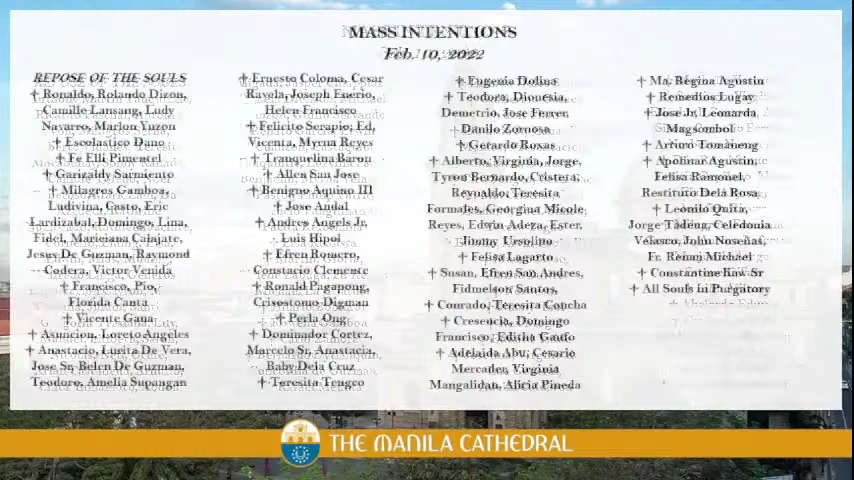 MASS INTENTIONS
Feb. 10, 2022
REPOSE OF THE SOULS
✝ Ronaldo, Rolando Dizon,
Camille Lansang, Ludy
Navarro, Marlon Yuzon
✝ Escolastico Dano
✝ Fe Elli Pimentel
✝ Garizaldy Sarmiento
✝ Milagros Gamboa,
Ludivina, Casto, Eric
Lardizabal, Domingo, Lina,
Fidel, Mariciana Calajate,
Jesus De Guzman, Raymond
Codera, Victor Venida
✝ Francisco, Pio,
Florida Canta
✝ Vicente Gana
✝ Asuncion, Loreto Angeles
✝ Anastacio, Lurita De Vera,
Jose Sr, Belen De Guzman,
Teodoro, Amelia Supangan
✝ Ernesto Coloma, Cesar
Ravela, Joseph Fuerio,
Helen Francisco
✝ Felicito Serapio, Ed,
Vicenta, Myrna Reyes
✝ Tranquelina Baron
✝ Allen San Jose
✝ Benigno Aquino III
✝ Jose Andal
✝ Andres Angels Jr,
Luis Hipol
✝ Efren Romero,
Constacio Clemente
✝ Ronald Pagapong,
Crisostomo Digman
✝ Perla Ong
✝ Dominador Cortez,
Marcelo Sr, Anastacia,
Baby Dela Cruz
✝ Teresita Tengco
✝ Eugenia Dolina
✝ Teodora, Dionesia,
Demetrio, Jose Ferrer,
Danilo Zornosa
✝ Gerardo Roxas
✝ Alberto, Virginia, Jorge,
Tyron Bernardo, Cristeta,
Reynaldo, Teresita
Formales, Georgina Micole
Reyes, Edwin Adeza, Ester,
Jimmy Ursolino
✝ Felisa Lagarto
✝ Susan, Efren San Andres,
Fidmelson Santos,
✝ Conrado, Teresita Concha
✝ Cresencia, Domingo
Francisco, Edisha Gaufo
✝ Adelaida Abu, Cesario
Mercader, Virginia
Mangalidan, Alicia Pineda
✝ Ma. Regina Agustin
✝ Remedios Lugay
✝ Jose Jr, Leonarda
Magsombol
✝ Arturo Tomaneng
✝ Apolinar Agustin,
Felisa Ramonel,
Restituto Dela Rosa
✝ Leonilo Quita,
Jorge Tadena, Celedonia
Velasco, John Noseñas,
Fr. Remaj Michael
✝ Constantine Kaw Sr
✝ All Souls in Purgatory
THE MANILA CATHEDRAL